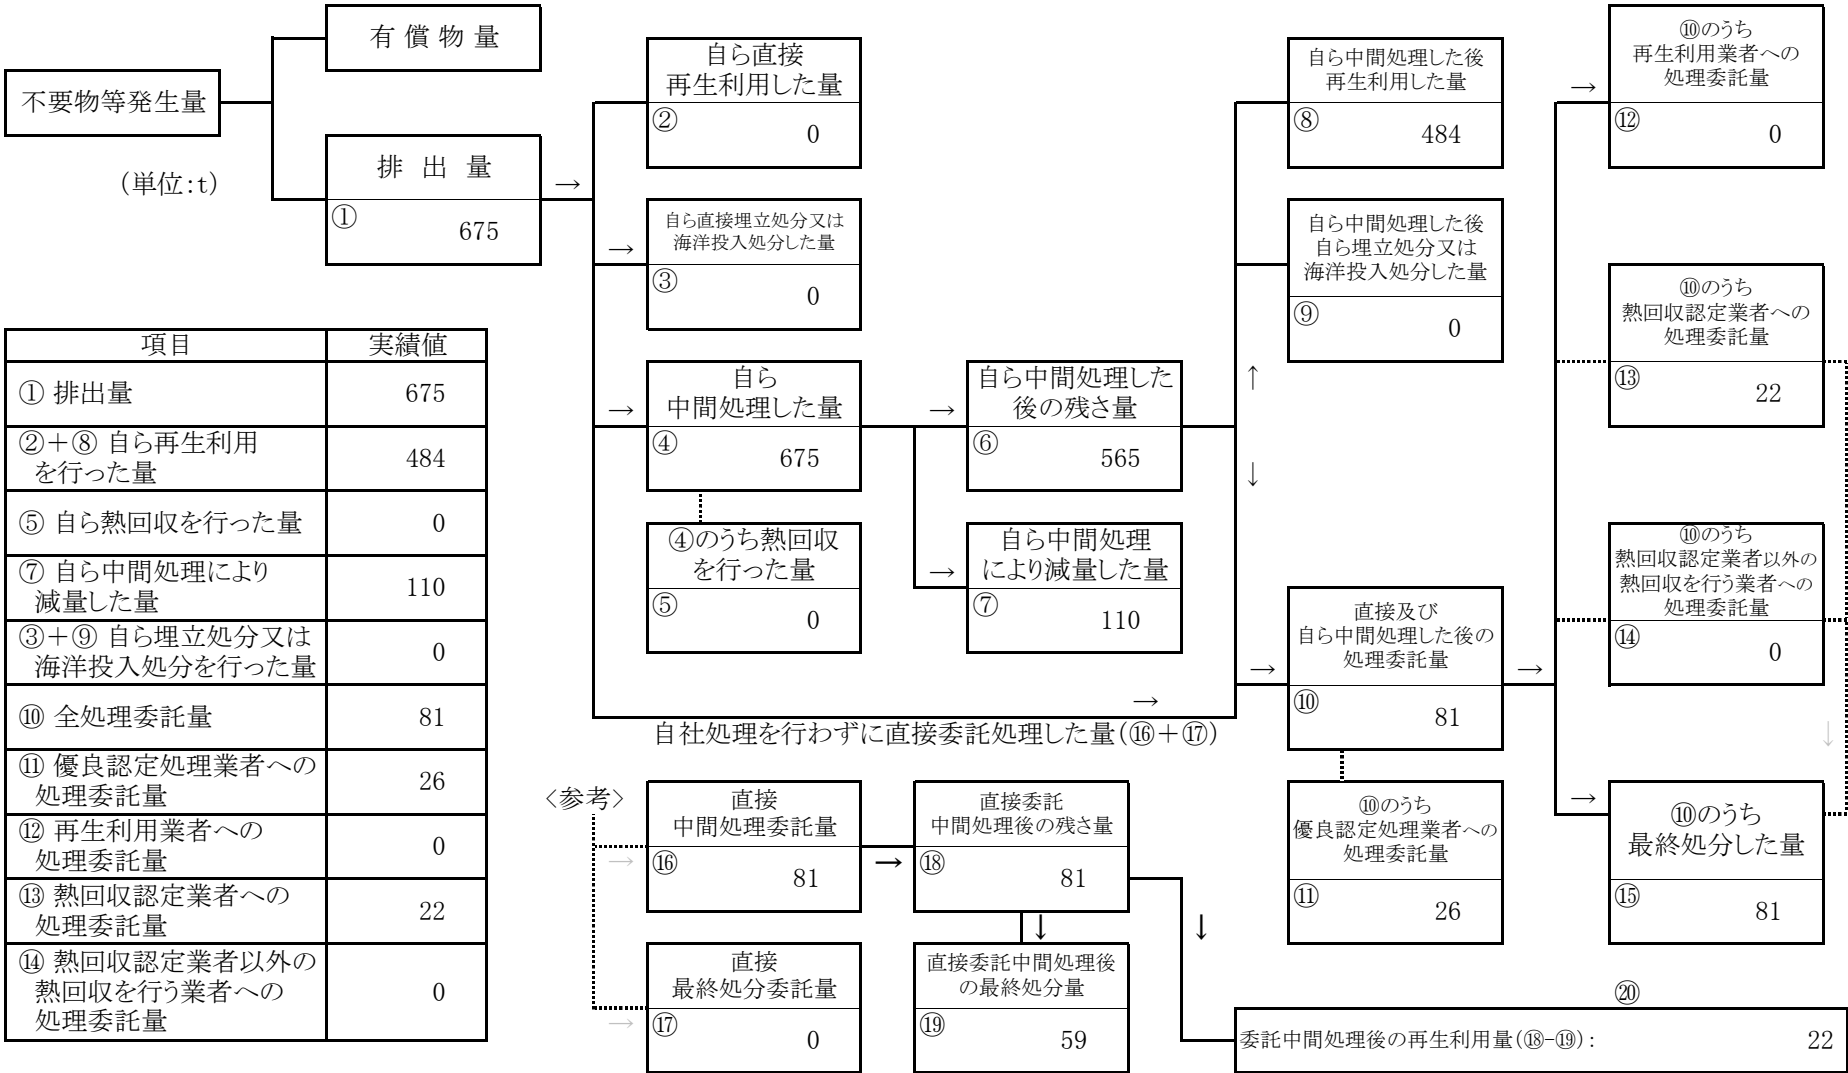 不要物等発生量
有 償 物 量
排 出 量
① 675
(単位:t)
→
自ら直接
再生利用した量
② 0
→
自ら直接埋立処分又は
海洋投入処分した量
③ 0
→
自ら
中間処理した量
④ 675
④のうち熱回収
を行った量
⑤ 0
→
自ら中間処理した
後の残さ量
⑥ 565
→
自ら中間処理
により減量した量
⑦ 110
↑
↓
自ら中間処理した後
再生利用した量
⑧ 484
自ら中間処理した後
自ら埋立処分又は
海洋投入処分した量
⑨ 0
→
自社処理を行わずに直接委託処理した量(⑯+⑰)
→
直接及び
自ら中間処理した後の
処理委託量
⑩ 81
→
⑩のうち
優良認定処理業者への
処理委託量
⑪ 26
→
⑩のうち
再生利用業者への
処理委託量
⑫ 0
⑩のうち
熱回収認定業者への
処理委託量
⑬ 22
⑩のうち
熱回収認定業者以外の
熱回収を行う業者への
処理委託量
⑭ 0
↓
→
⑩のうち
最終処分した量
⑮ 81
項目 実績値
① 排出量 675
②+⑧ 自ら再生利用
を行った量 484
⑤ 自ら熱回収を行った量 0
⑦ 自ら中間処理により
減量した量 110
③+⑨ 自ら埋立処分又は
海洋投入処分を行った量 0
⑩ 全処理委託量 81
⑪ 優良認定処理業者への
処理委託量 26
⑫ 再生利用業者への
処理委託量 0
⑬ 熱回収認定業者への
処理委託量 22
⑭ 熱回収認定業者以外の
熱回収を行う業者への
処理委託量 0
〈参考〉
→
直接
中間処理委託量
⑯ 81
→
直接
最終処分委託量
⑰ 0
→
直接委託
中間処理後の残さ量
⑱ 81
↓
直接委託中間処理後
の最終処分量
⑲ 59
↓
⑳
委託中間処理後の再生利用量(⑱-⑲): 22